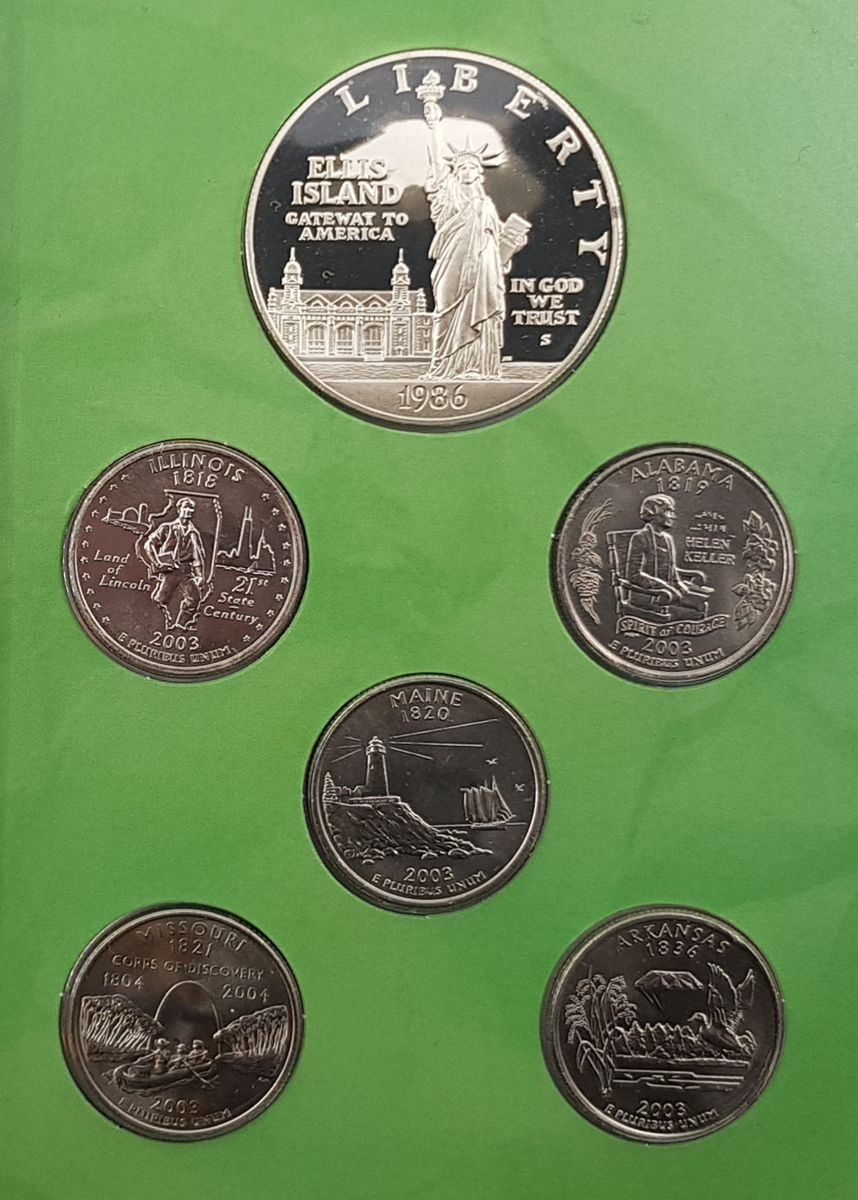 LIBERTY
ELLIS
ISLAND
GATEWAY TO
AMERICA
IN GOD
WE
TRUST
S
1986
ILLINOIS
1818
Land
of
Lincoln
21st
State
Century
2003
E PLURIBUS UNUM
ALABAMA
1819
HELEN
KELLER
SPIRIT of COURAGE
2003
E PLURIBUS UNUM
MAINE
1820
2003
E PLURIBUS UNUM
MISSOURI
1821
CORPS OF DISCOVERY
1804 2004
2003
E PLURIBUS UNUM
ARKANSAS
1836
2003
E PLURIBUS UNUM